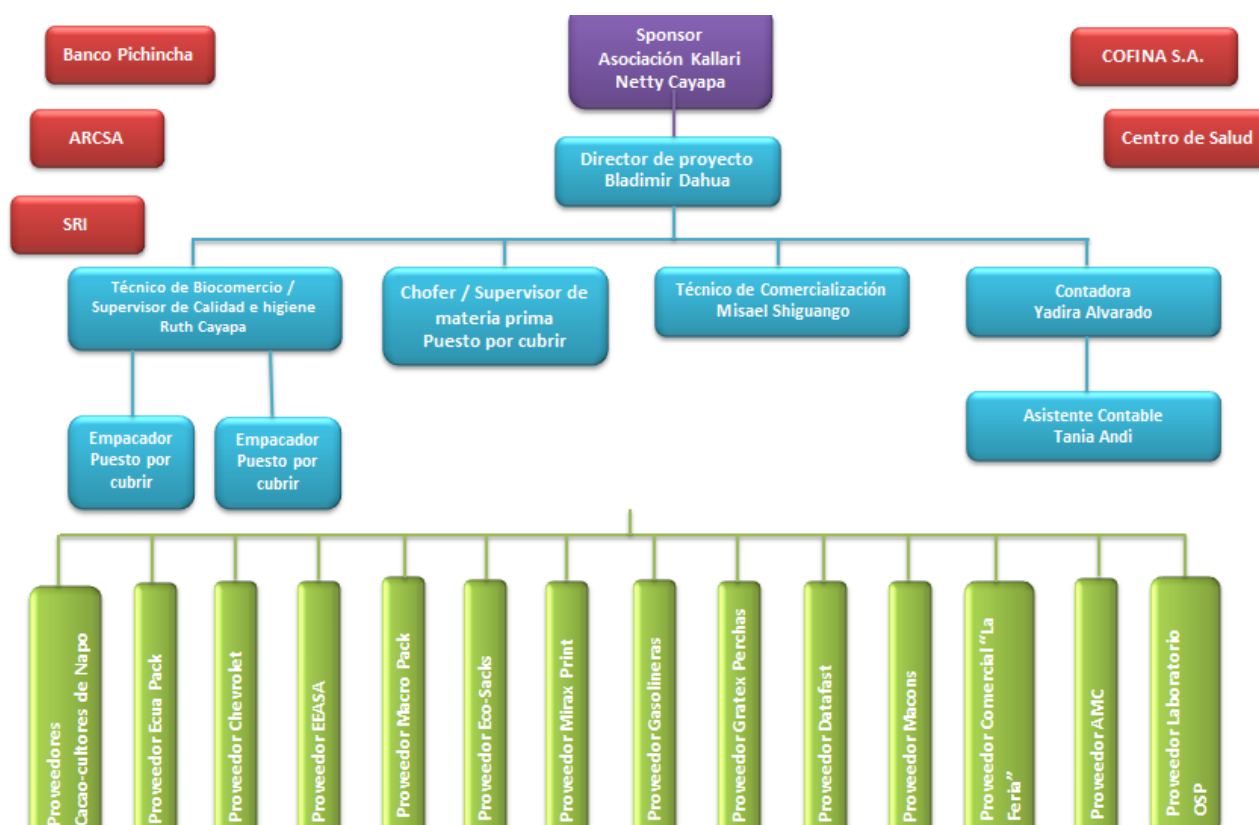 Banco Pichincha
Sponsor
Asociación Kallari
Netty Cayapa
COFINA S.A.
ARCSA
Centro de Salud
Director de proyecto
Bladimir Dahua
SRI
Técnico de Biocomercio /
Supervisor de Calidad e higiene
Ruth Cayapa
Chofer / Supervisor de
materia prima
Puesto por cubrir
Técnico de Comercialización
Misael Shiguango
Contadora
Yadira Alvarado
Empacador
Puesto por
cubrir
Empacador
Puesto por
cubrir
Asistente Contable
Tania Andi
Proveedores
Cacao-cultores de Napo
Proveedor Ecua Pack
Proveedor Chevrolet
Proveedor EEASA
Proveedor Macro Pack
Proveedor Eco-Sacks
Proveedor Mirax Print
Proveedor Gasolineras
Proveedor Gratex Perchas
Proveedor Datafast
Proveedor Macons
Proveedor Comercial "La
Feria"
Proveedor AMC
Proveedor Laboratorio
OSP